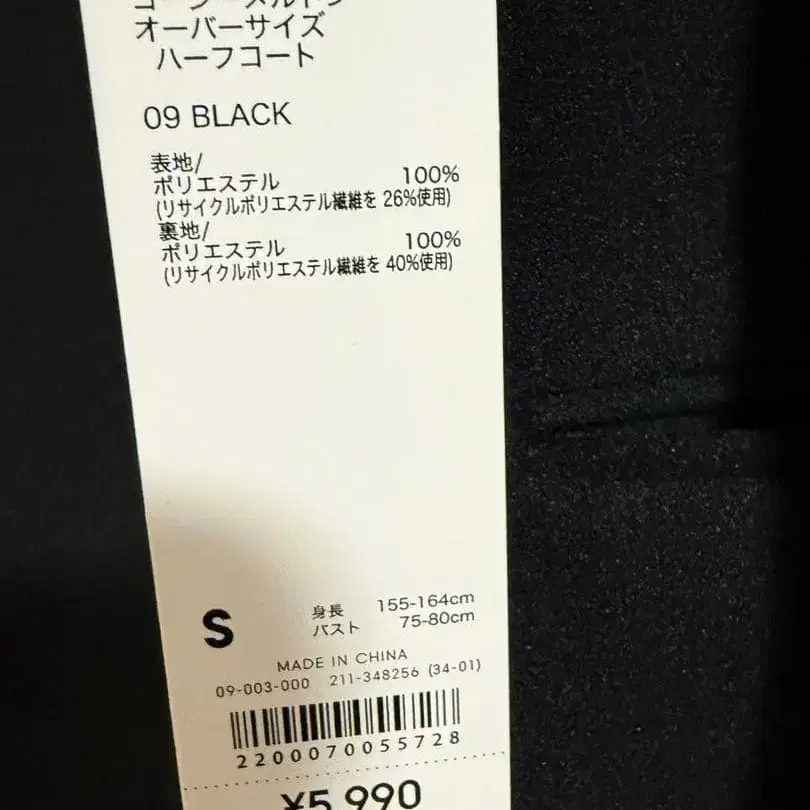 オーバーサイズ
ハーフコート
09 BLACK
表地/
ポリエステル 100%
(リサイクルポリエステル繊維を 26%使用)
裏地/
ポリエステル 100%
(リサイクルポリエステル繊維を 40%使用)
S 身長 155-164cm
バスト 75-80cm
MADE IN CHINA
09-003-000 211-348256 (34-01)
2200070055728
¥5,990